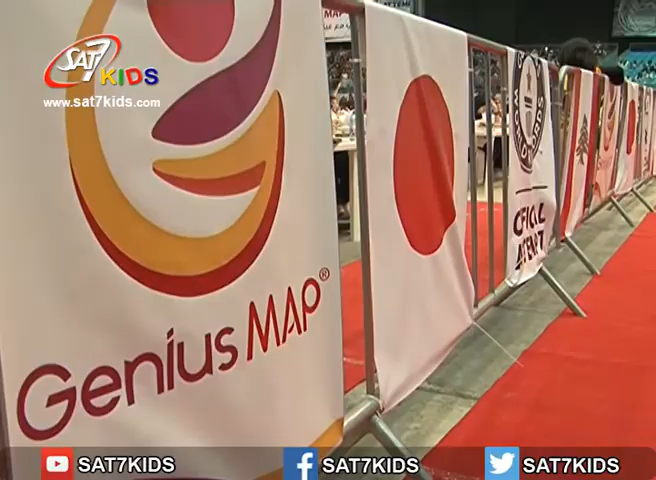 SAT7
KIDS
www.sat7kids.com
Genius MAP®
OFFICIAL
ATTEMPT
SAT7KIDS
SAT7KIDS
SAT7KIDS